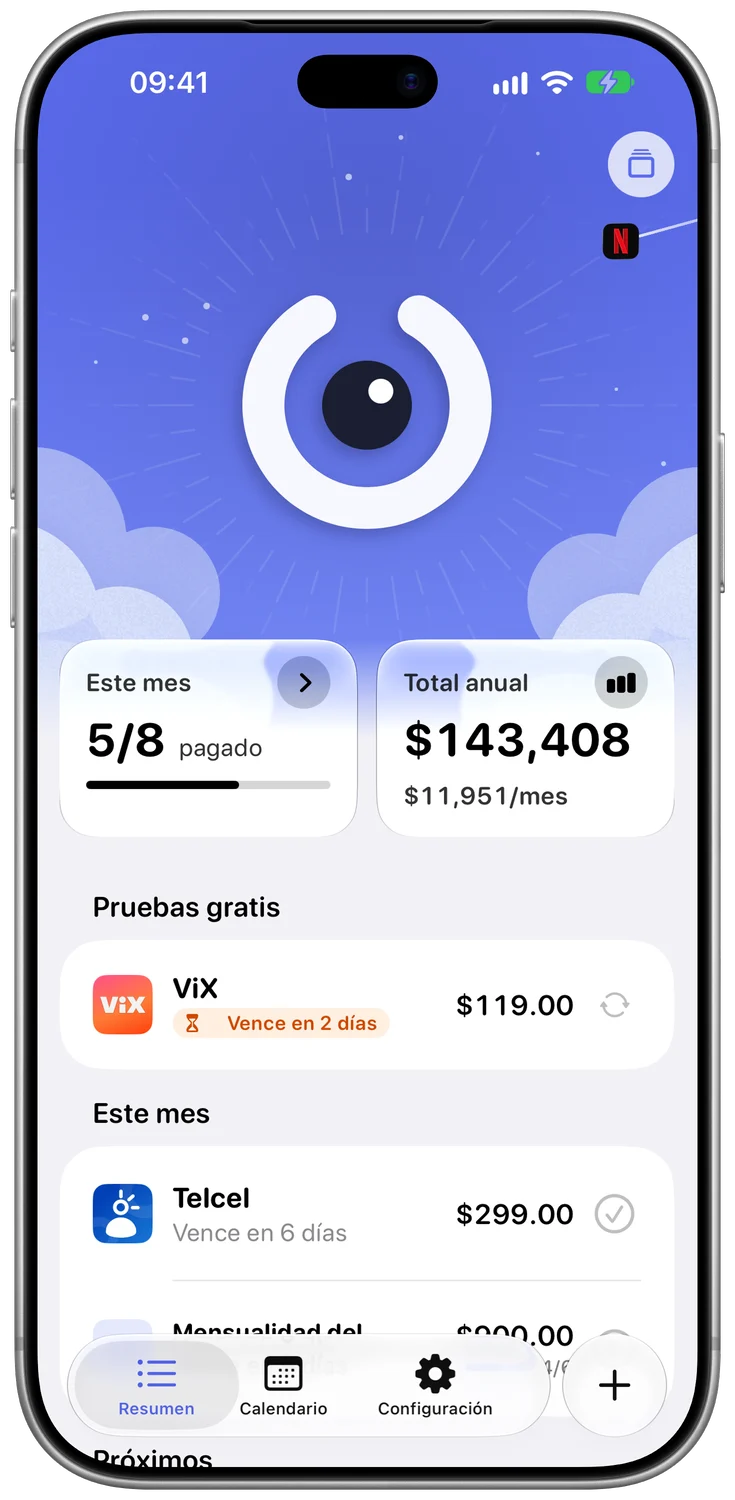 09:41
N
Este mes
5/8 pagado
Total anual
$143,408
$11,951/mes
Pruebas gratis
ViX
ViX
$119.00
Vence en 2 días
Este mes
Telcel
$299.00
Vence en 6 días
Mensualidad del
$900.00
4/6
Resumen
Calendario
Configuración
Próximos